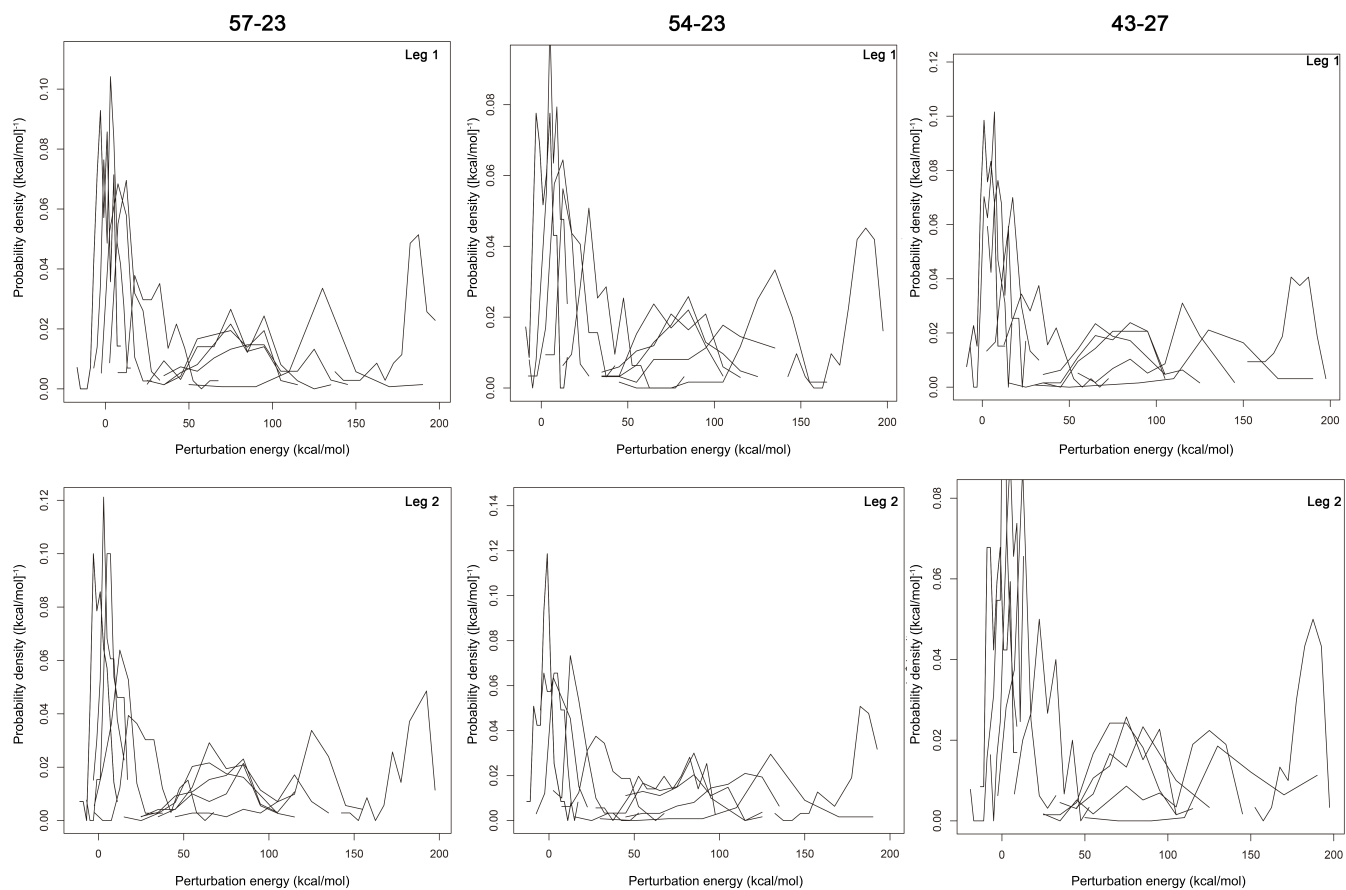 57-23 54-23 43-27
Leg 1
0.00 0.02 0.04 0.06 0.08 0.10
Probability density ([kcal/mol]-1)
0 50 100 150 200
Perturbation energy (kcal/mol)
Leg 1
0.00 0.02 0.04 0.06 0.08
Probability density ([kcal/mol]-1)
0 50 100 150 200
Perturbation energy (kcal/mol)
Leg 1
0.00 0.02 0.04 0.06 0.08 0.10 0.12
Probability density ([kcal/mol]-1)
0 50 100 150 200
Perturbation energy (kcal/mol)
Leg 2
0.00 0.02 0.04 0.06 0.08 0.10 0.12
Probability density ([kcal/mol]-1)
0 50 100 150 200
Perturbation energy (kcal/mol)
Leg 2
0.00 0.02 0.04 0.06 0.08 0.10 0.12 0.14
Probability density ([kcal/mol]-1)
0 50 100 150 200
Perturbation energy (kcal/mol)
Leg 2
0.00 0.02 0.04 0.06 0.08
Probability density ([kcal/mol]-1)
0 50 100 150 200
Perturbation energy (kcal/mol)